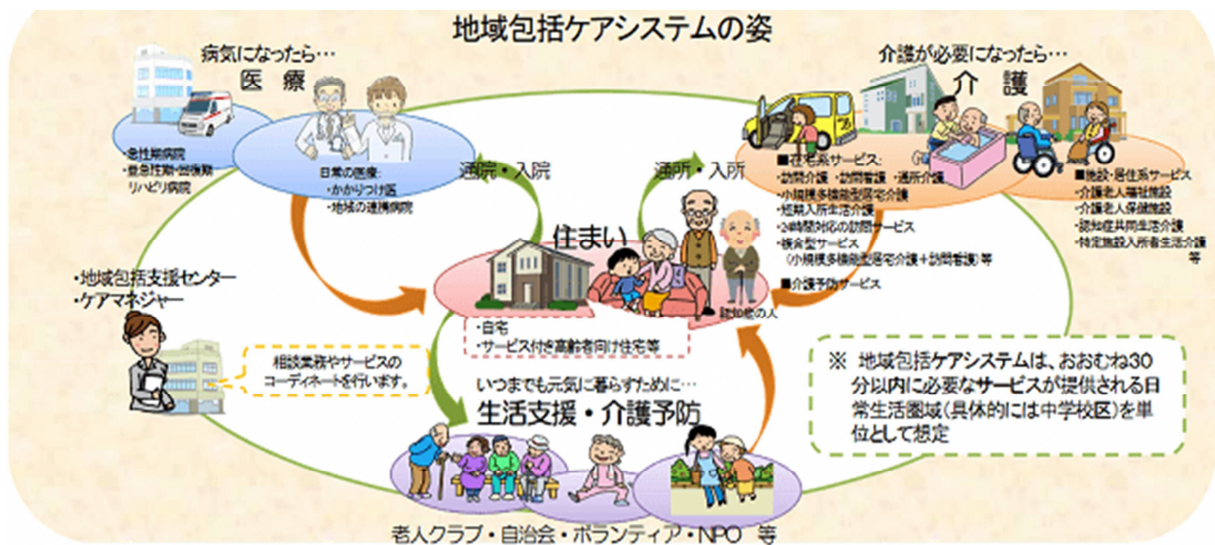 地域包括ケアシステムの姿
病気になったら…
医 療
介護が必要になったら…
介 護
・急性期病院
・亜急性期・回復期
リハビリ病院
日常の医療:
・かかりつけ医
・地域の連携病院
通院・入院
通所・入所
■在宅系サービス:
・訪問介護 ・訪問看護 ・通所介護
・小規模多機能型居宅介護
・短期入所生活介護
・24時間対応の訪問サービス
・複合型サービス
(小規模多機能型居宅介護+訪問看護)等
■介護予防サービス
■施設・居住系サービス
・介護老人福祉施設
・介護老人保健施設
・認知症共同生活介護
・特定施設入所者生活介護
等
住まい
認知症の人
・自宅
・サービス付き高齢者向け住宅等
・地域包括支援センター
・ケアマネジャー
相談業務やサービスの
コーディネートを行います。
いつまでも元気に暮らすために…
生活支援・介護予防
※ 地域包括ケアシステムは、おおむね30
分以内に必要なサービスが提供される日
常生活圏域(具体的には中学校区)を単
位として想定
老人クラブ・自治会・ボランティア・NPO 等